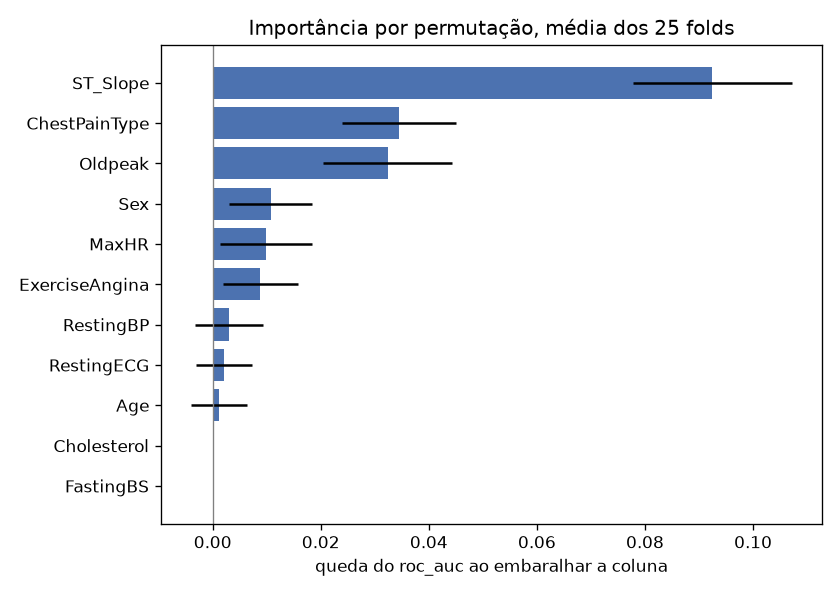 Importância por permutação, média dos 25 folds
ST_Slope
ChestPainType
Oldpeak
Sex
MaxHR
ExerciseAngina
RestingBP
RestingECG
Age
Cholesterol
FastingBS
0.00 0.02 0.04 0.06 0.08 0.10
queda do roc_auc ao embaralhar a coluna